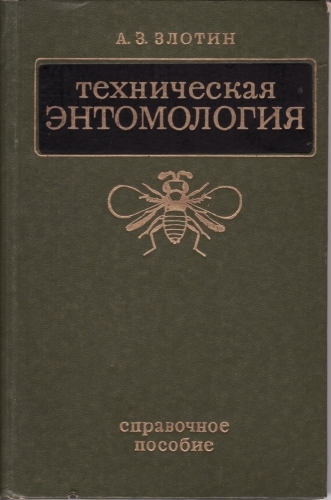 А. З. ЗЛОТИН
техническая
ЭНТОМОЛОГИЯ
справочное
пособие